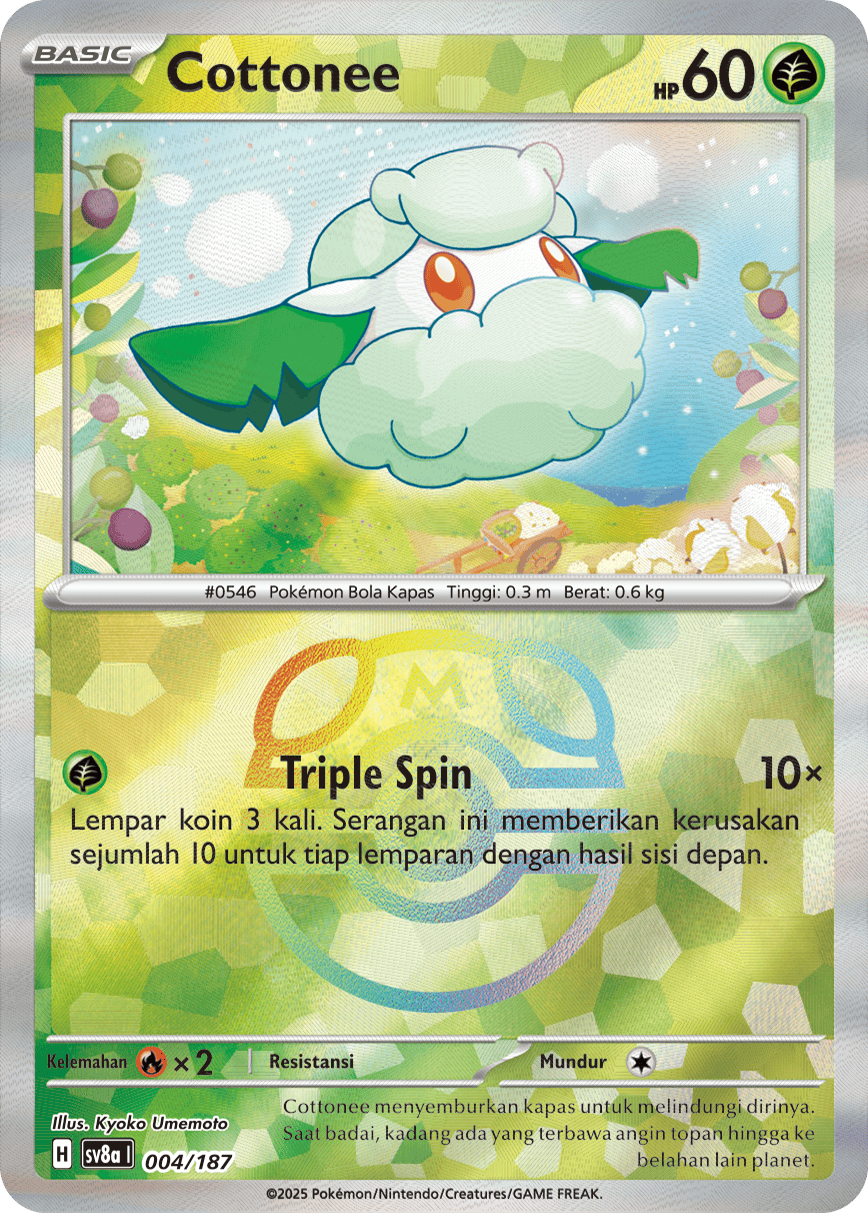 BASIC
Cottonee
HP 60
#0546 Pokémon Bola Kapas Tinggi: 0.3 m Berat: 0.6 kg
M
Triple Spin 10×
Lempar koin 3 kali. Serangan ini memberikan kerusakan
sejumlah 10 untuk tiap lemparan dengan hasil sisi depan.
Kelemahan × 2 Resistansi Mundur
Cottonee menyemburkan kapas untuk melindungi dirinya.
Saat badai, kadang ada yang terbawa angin topan hingga ke
belahan lain planet.
Illus. Kyoko Umemoto
H sv8a I 004/187
©2025 Pokémon/Nintendo/Creatures/GAME FREAK.